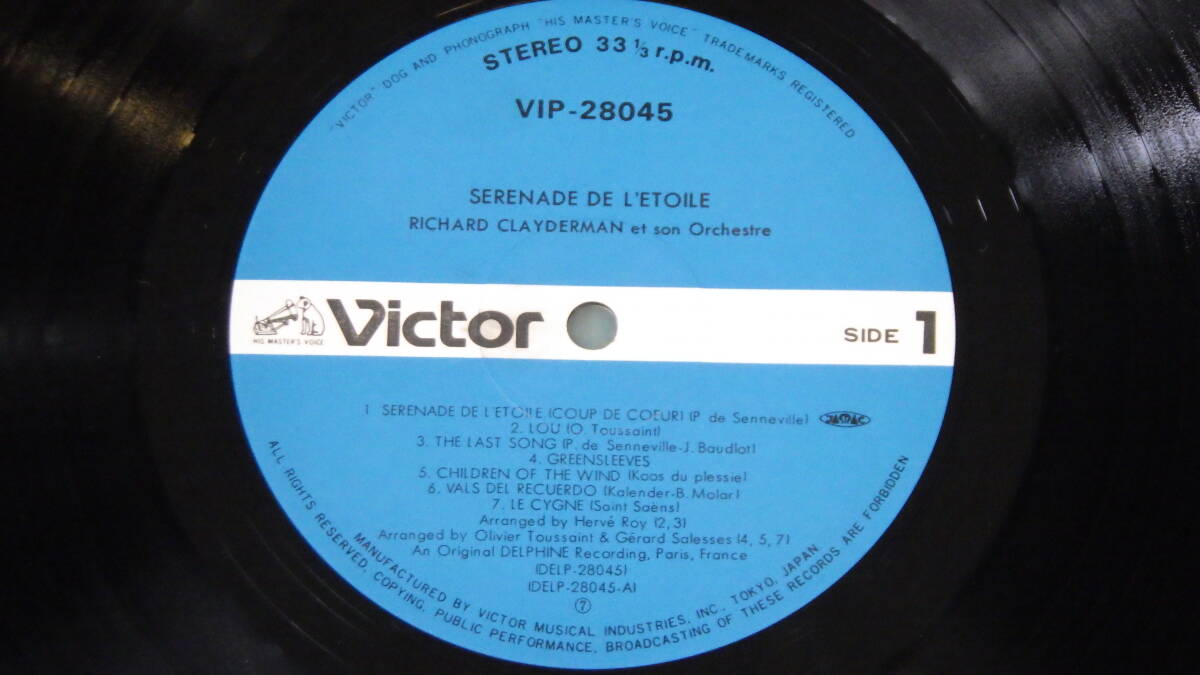 "VICTOR" DOG AND PHONOGRAPH "HIS MASTER'S VOICE" TRADEMARKS REGISTERED
STEREO 33 1/3 r.p.m.
VIP-28045
SERENADE DE L'ETOILE
RICHARD CLAYDERMAN et son Orchestre
HIS MASTER'S VOICE
Victor
SIDE 1
1 SERENADE DE L'ETOILE (COUP DE COEUR) (P. de Senneville) JASRAC
2. LOU (O. Toussaint)
3. THE LAST SONG (P. de Senneville-J. Baudlot)
4. GREENSLEEVES
5. CHILDREN OF THE WIND (Koos du plessie)
6. VALS DEL RECUERDO (Kalender-B. Molar)
7. LE CYGNE (Saint Saëns)
Arranged by Hervé Roy (2, 3)
Arranged by Olivier Toussaint & Gérard Salesses (4, 5, 7)
An Original DELPHINE Recording, Paris, France
(DELP-28045)
(DELP-28045-A)
⑦
MANUFACTURED BY VICTOR MUSICAL INDUSTRIES, INC., TOKYO, JAPAN.
ALL RIGHTS RESERVED, COPYING, PUBLIC PERFORMANCE, BROADCASTING OF THESE RECORDS ARE FORBIDDEN